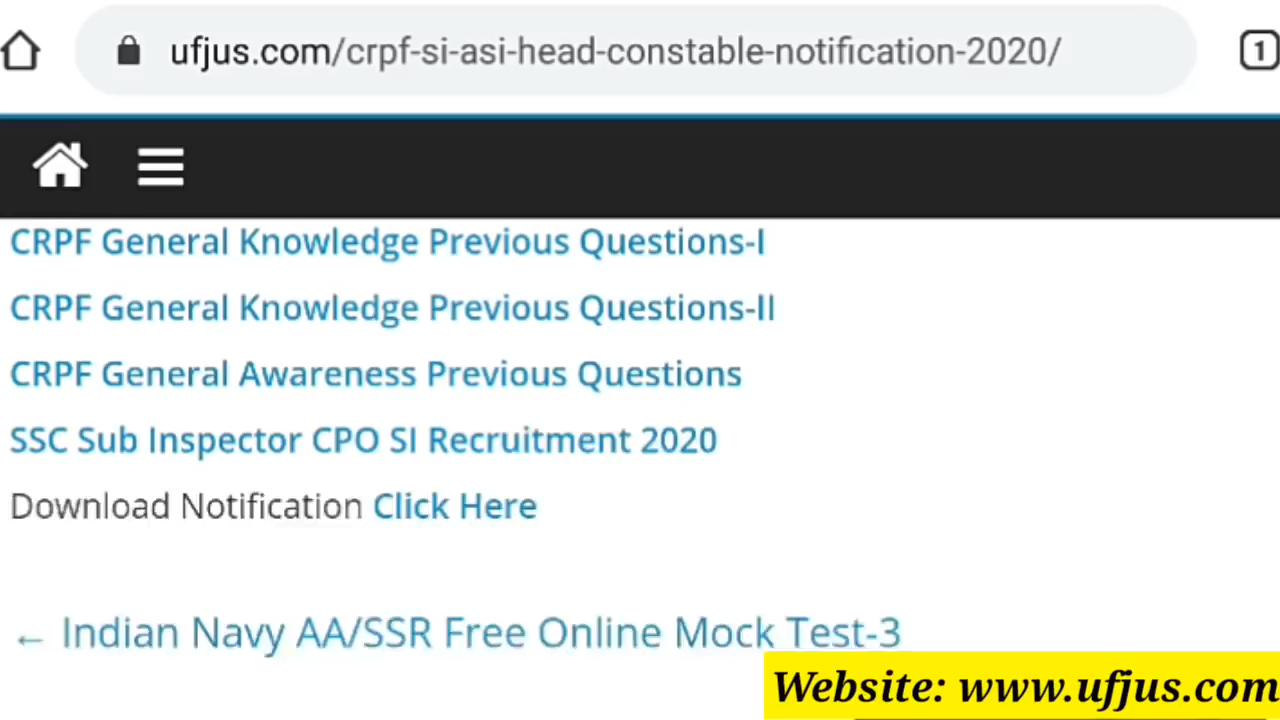 ufjus.com/crpf-si-asi-head-constable-notification-2020/
1
CRPF General Knowledge Previous Questions-I
CRPF General Knowledge Previous Questions-II
CRPF General Awareness Previous Questions
SSC Sub Inspector CPO SI Recruitment 2020
Download Notification Click Here
← Indian Navy AA/SSR Free Online Mock Test-3
Website: www.ufjus.com